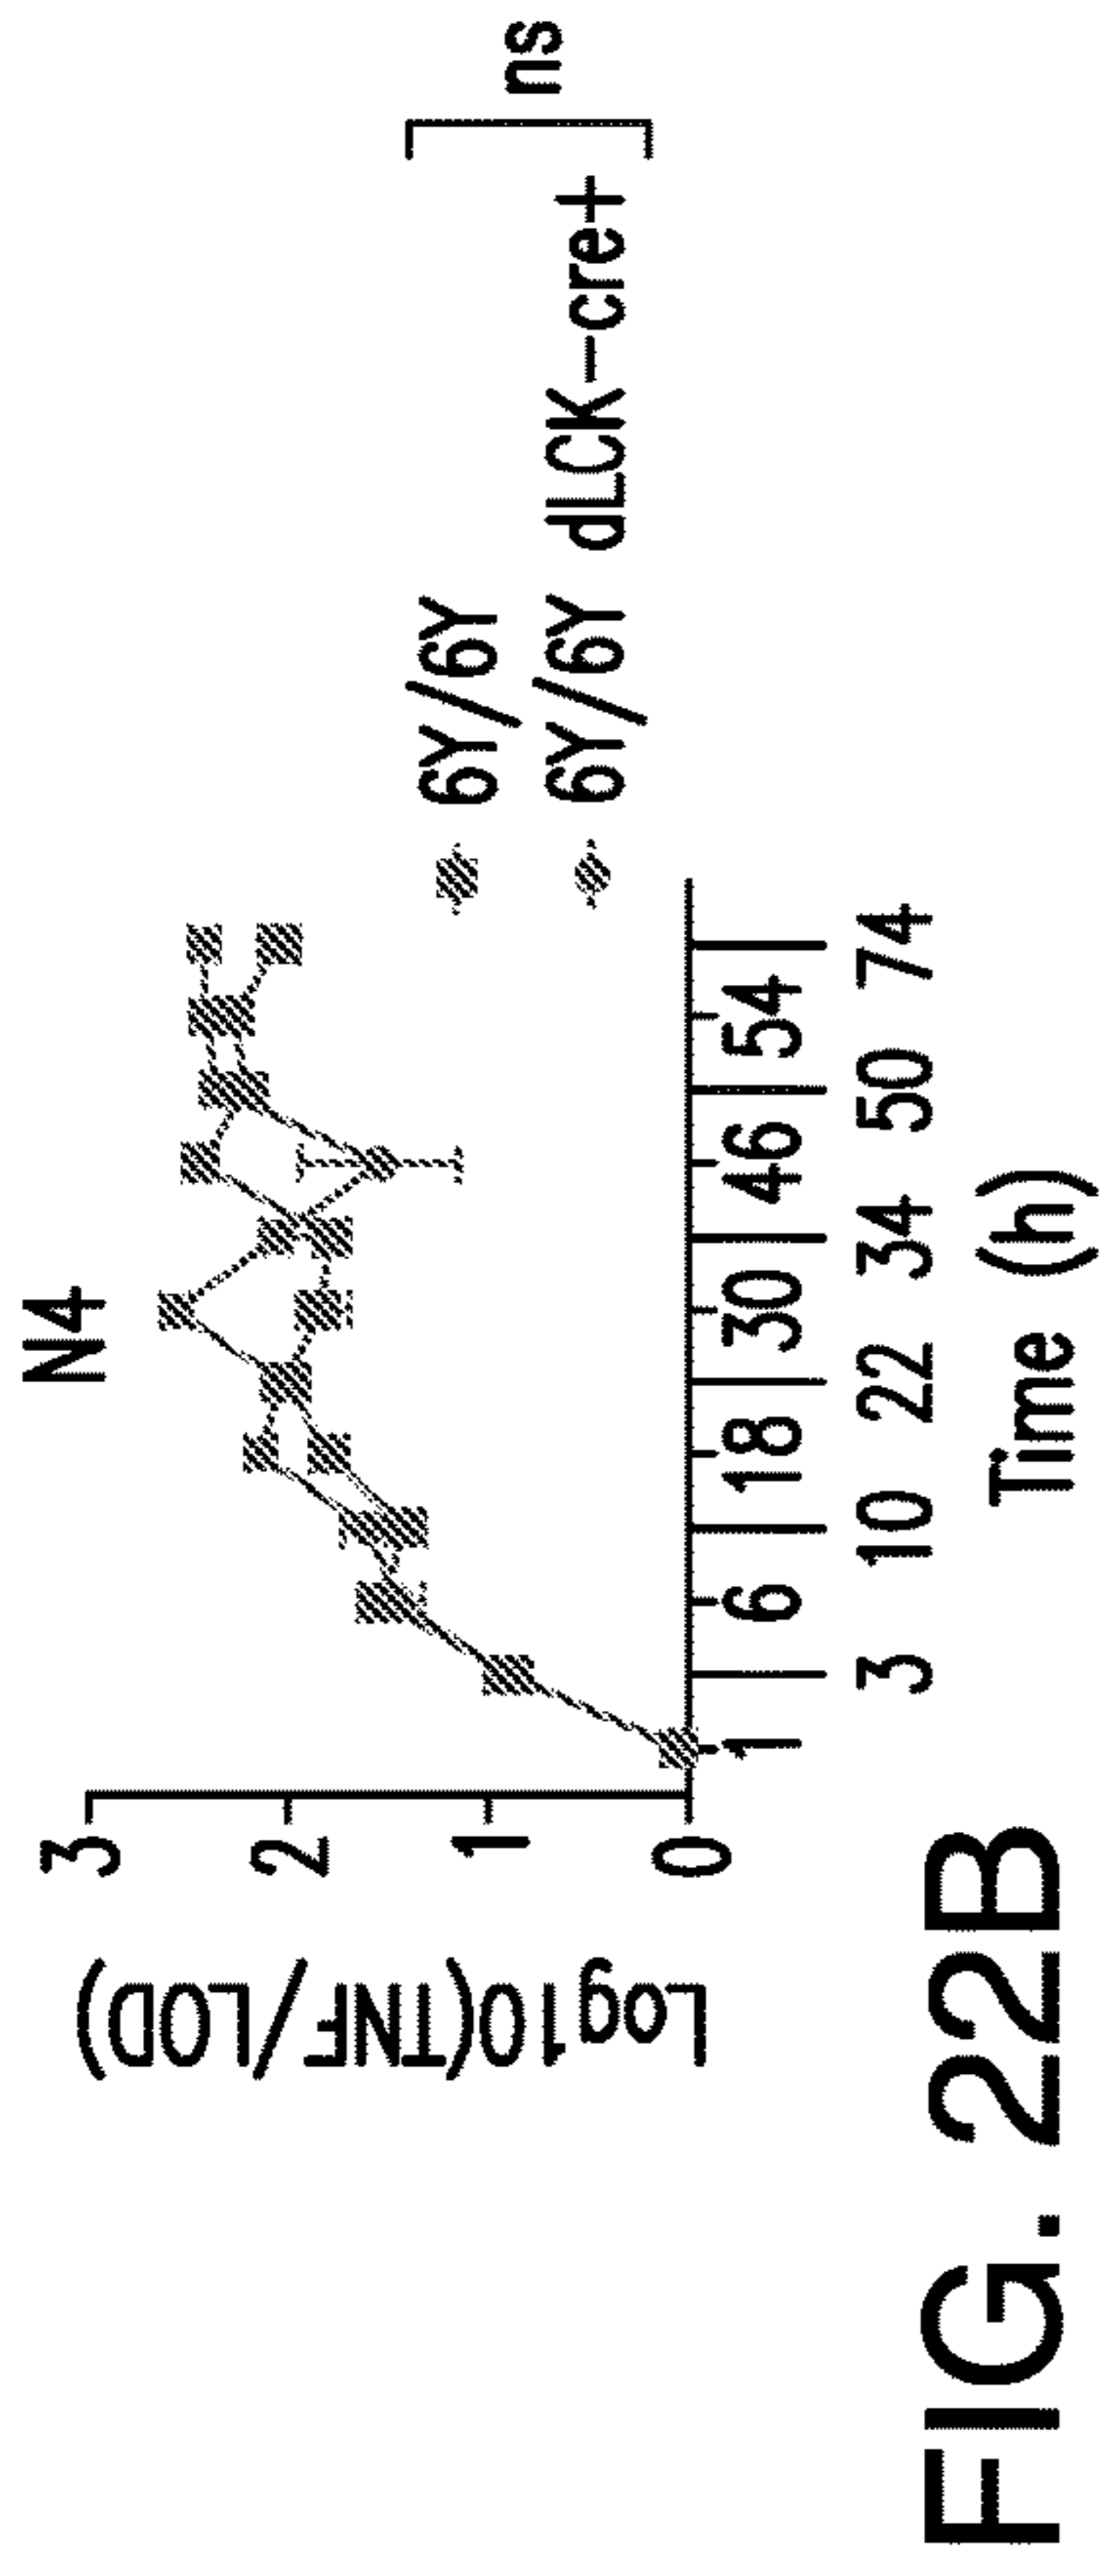 N4
Log10(TNF/LOD)
3
2
1
0
1 6 18 30 46 54
3 10 22 34 50 74
Time (h)
6Y/6Y
6Y/6Y dLCK-cre+
ns
FIG. 22B